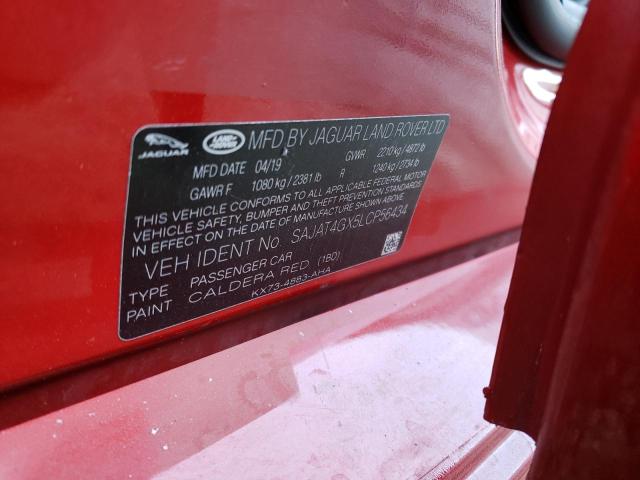 JAGUAR LAND ROVER MFD BY JAGUAR LAND ROVER LTD
MFD DATE 04/19 GVWR 2210 kg / 4872 lb
GAWR F 1080 kg / 2381 lb R 1240 kg / 2734 lb
THIS VEHICLE CONFORMS TO ALL APPLICABLE FEDERAL MOTOR
VEHICLE SAFETY, BUMPER AND THEFT PREVENTION STANDARDS
IN EFFECT ON THE DATE OF MANUFACTURE SHOWN ABOVE.
VEH IDENT No. SAJAT4GX5LCP56434
TYPE PASSENGER CAR
PAINT CALDERA RED (1BD)
KX73-4883-AHA